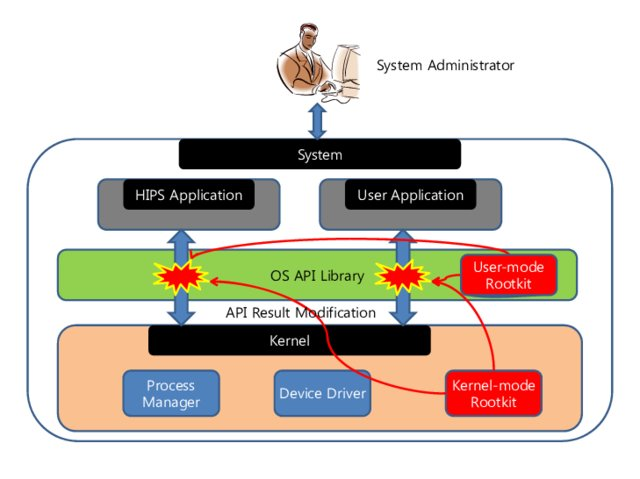 System Administrator
System
HIPS Application
User Application
OS API Library
User-mode
Rootkit
API Result Modification
Kernel
Process
Manager
Device Driver
Kernel-mode
Rootkit